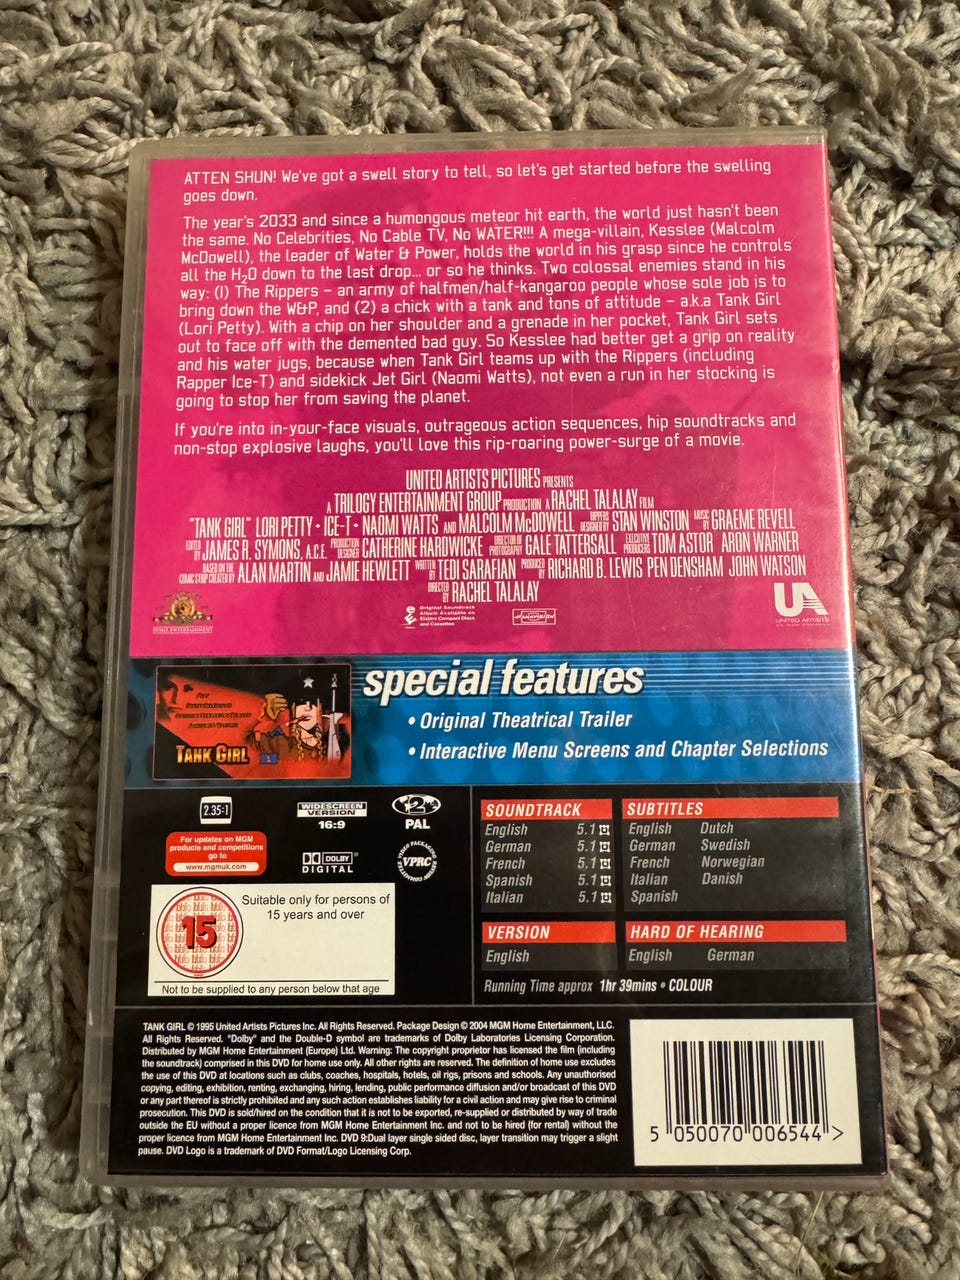 ATTEN SHUN! We've got a swell story to tell, so let's get started before the swelling
goes down.
The year's 2033 and since a humongous meteor hit earth, the world just hasn't been
the same. No Celebrities, No Cable TV, No WATER!!! A mega-villain, Kesslee (Malcolm
McDowell), the leader of Water & Power, holds the world in his grasp since he controls
all the H2O down to the last drop... or so he thinks. Two colossal enemies stand in his
way: (1) The Rippers – an army of halfmen/half-kangaroo people whose sole job is to
bring down the W&P, and (2) a chick with a tank and tons of attitude – a.k.a Tank Girl
(Lori Petty). With a chip on her shoulder and a grenade in her pocket, Tank Girl sets
out to face off with the demented bad guy. So Kesslee had better get a grip on reality
and his water jugs, because when Tank Girl teams up with the Rippers (including
Rapper Ice-T) and sidekick Jet Girl (Naomi Watts), not even a run in her stocking is
going to stop her from saving the planet.
If you're into in-your-face visuals, outrageous action sequences, hip soundtracks and
non-stop explosive laughs, you'll love this rip-roaring power-surge of a movie.
UNITED ARTISTS PICTURES PRESENTS
A TRILOGY ENTERTAINMENT GROUP PRODUCTION A RACHEL TALALAY FILM
"TANK GIRL" LORI PETTY • ICE-T • NAOMI WATTS AND MALCOLM McDOWELL RIPPERS DESIGNED BY STAN WINSTON MUSIC BY GRAEME REVELL
EDITED BY JAMES R. SYMONS, A.C.E. PRODUCTION DESIGNER CATHERINE HARDWICKE DIRECTOR OF PHOTOGRAPHY GALE TATTERSALL EXECUTIVE PRODUCERS TOM ASTOR ARON WARNER
BASED ON THE COMIC STRIP CREATED BY ALAN MARTIN AND JAMIE HEWLETT WRITTEN BY TEDI SARAFIAN PRODUCED BY RICHARD B. LEWIS PEN DENSHAM JOHN WATSON
DIRECTED BY RACHEL TALALAY
HOME ENTERTAINMENT
Original Soundtrack
Album Available on
Elektra Compact Discs
and Cassettes
PANAVISION
UA
UNITED ARTISTS
special features
• Original Theatrical Trailer
• Interactive Menu Screens and Chapter Selections
TANK GIRL
2.35:1
WIDESCREEN
VERSION
16:9
2
PAL
For updates on MGM
products and competitions
go to
www.mgmuk.com
DOLBY
DIGITAL
VIDEO PACKAGING REVIEW COMMITTEE
VPRC
15
Suitable only for persons of
15 years and over
Not to be supplied to any person below that age
SOUNDTRACK
English 5.1
German 5.1
French 5.1
Spanish 5.1
Italian 5.1
SUBTITLES
English Dutch
German Swedish
French Norwegian
Italian Danish
Spanish
VERSION
English
HARD OF HEARING
English German
Running Time approx 1hr 39mins • COLOUR
TANK GIRL © 1995 United Artists Pictures Inc. All Rights Reserved. Package Design © 2004 MGM Home Entertainment, LLC.
All Rights Reserved. "Dolby" and the Double-D symbol are trademarks of Dolby Laboratories Licensing Corporation.
Distributed by MGM Home Entertainment (Europe) Ltd. Warning: The copyright proprietor has licensed the film (including
the soundtrack) comprised in this DVD for home use only. All other rights are reserved. The definition of home use excludes
the use of this DVD at locations such as clubs, coaches, hospitals, hotels, oil rigs, prisons and schools. Any unauthorised
copying, editing, exhibition, renting, exchanging, hiring, lending, public performance diffusion and/or broadcast of this DVD
or any part thereof is strictly prohibited and any such action establishes liability for a civil action and may give rise to criminal
prosecution. This DVD is sold/hired on the condition that it is not to be exported, re-supplied or distributed by way of trade
outside the EU without a proper licence from MGM Home Entertainment Inc. and not to be hired (for rental) without the
proper licence from MGM Home Entertainment Inc. DVD 9:Dual layer single sided disc, layer transition may trigger a slight
pause. DVD Logo is a trademark of DVD Format/Logo Licensing Corp.
5 050070 006544 >